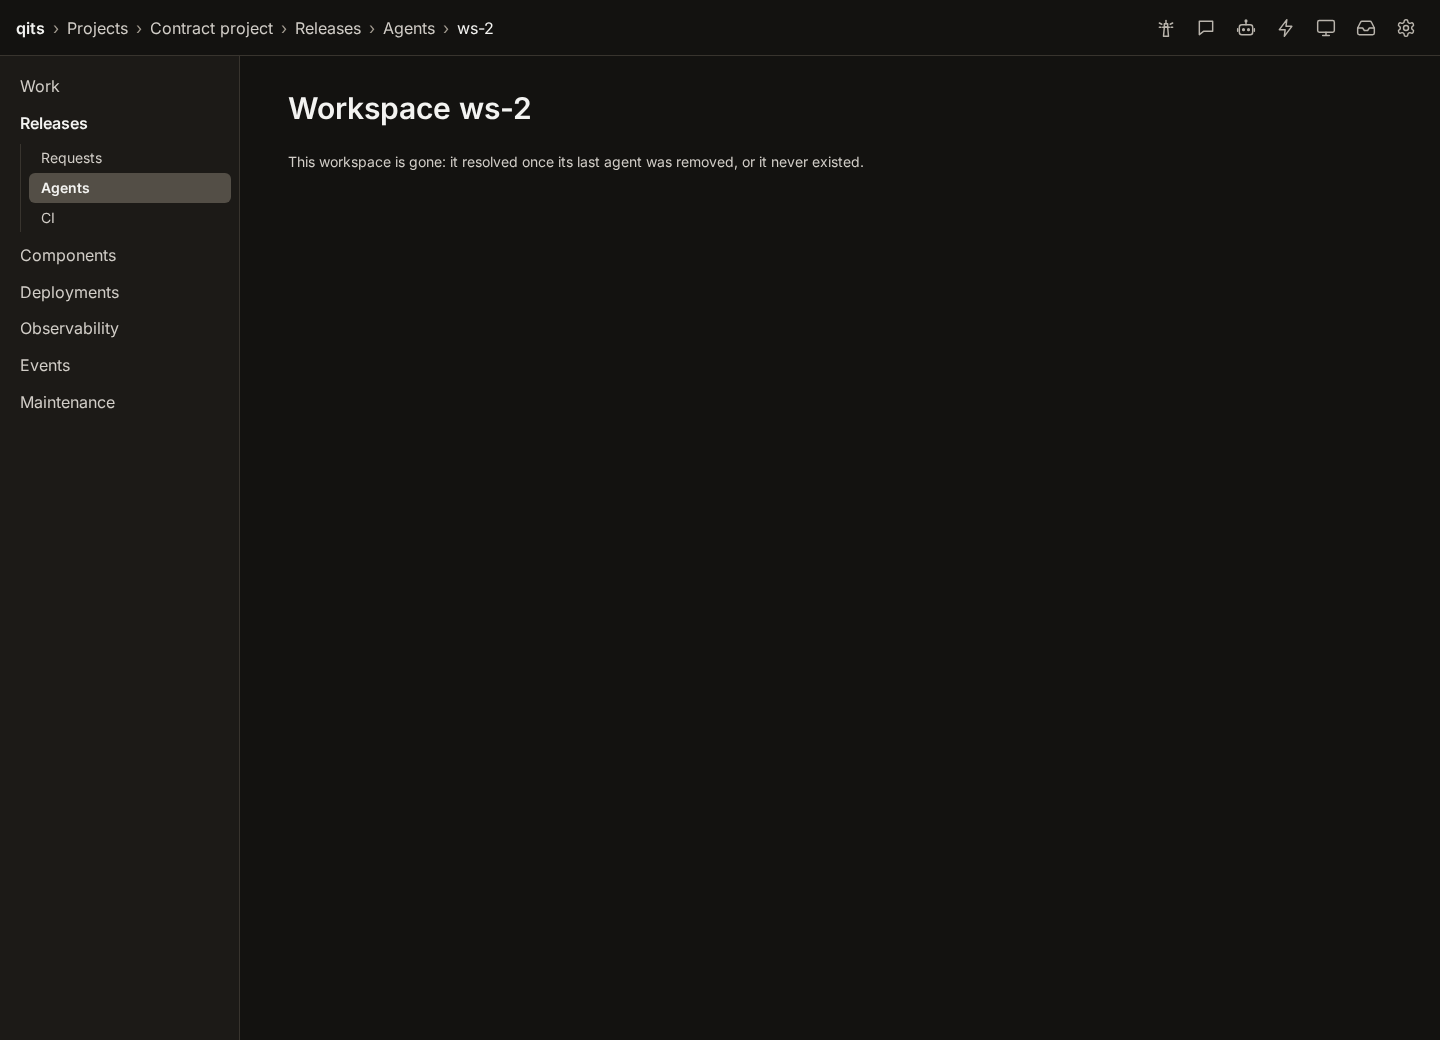 qits › Projects › Contract project › Releases › Agents › ws-2
Work
Releases
Requests
Agents
CI
Components
Deployments
Observability
Events
Maintenance
Workspace ws-2
This workspace is gone: it resolved once its last agent was removed, or it never existed.